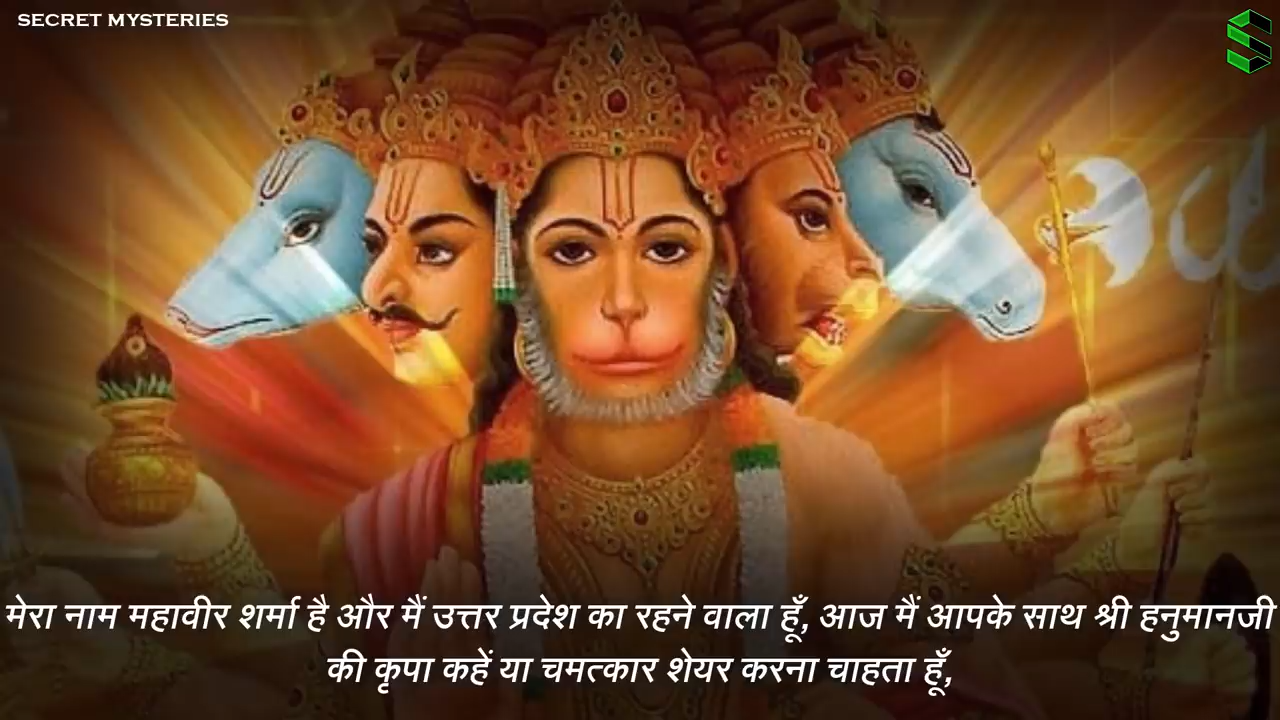 SECRET MYSTERIES
मेरा नाम महावीर शर्मा है और मैं उत्तर प्रदेश का रहने वाला हूँ, आज मैं आपके साथ श्री हनुमानजी
की कृपा कहें या चमत्कार शेयर करना चाहता हूँ,